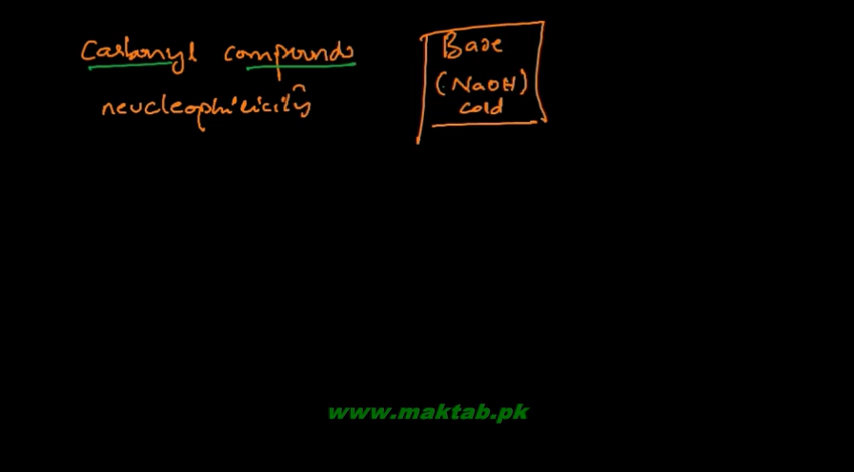 Carbonyl compounds
neucleophilicity
Base
(NaOH)
cold
www.maktab.pk